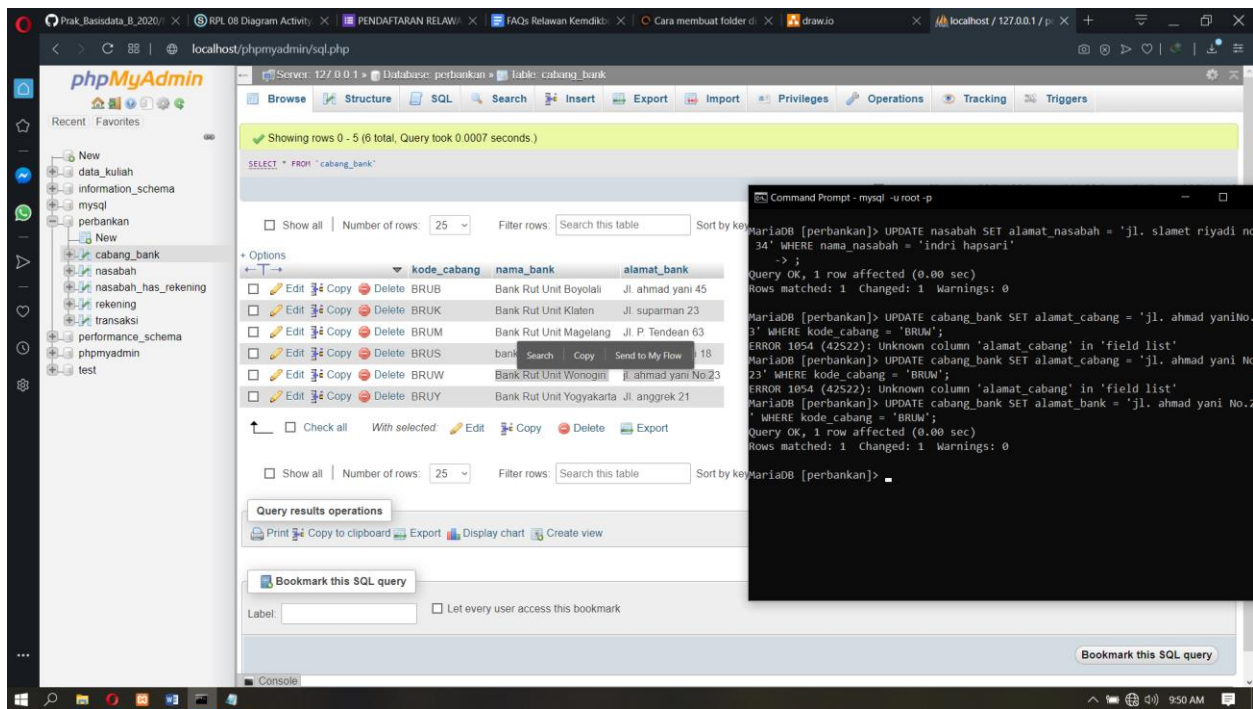 Prak_Basisdata_B_2020/
RPL 08 Diagram Activity
PENDAFTARAN RELAWA
FAQs Relawan Kemdikb
Cara membuat folder di
draw.io
localhost / 127.0.0.1 / pe
localhost/phpmyadmin/sql.php
phpMyAdmin
Recent Favorites
New
data_kuliah
information_schema
mysql
perbankan
New
cabang_bank
nasabah
nasabah_has_rekening
rekening
transaksi
performance_schema
phpmyadmin
test
Server: 127.0.0.1 » Database: perbankan » Table: cabang_bank
Browse Structure SQL Search Insert Export Import Privileges Operations Tracking Triggers
Showing rows 0 - 5 (6 total, Query took 0.0007 seconds.)
SELECT * FROM `cabang_bank`
Show all Number of rows: 25 Filter rows: Search this table Sort by key
+ Options
kode_cabang nama_bank alamat_bank
Edit Copy Delete BRUB Bank Rut Unit Boyolali Jl. ahmad yani 45
Edit Copy Delete BRUK Bank Rut Unit Klaten Jl. suparman 23
Edit Copy Delete BRUM Bank Rut Unit Magelang Jl. P. Tendean 63
Edit Copy Delete BRUS bank 18
Search Copy Send to My Flow
Edit Copy Delete BRUW Bank Rut Unit Wonogiri jl. ahmad yani No.23
Edit Copy Delete BRUY Bank Rut Unit Yogyakarta Jl. anggrek 21
Check all With selected: Edit Copy Delete Export
Show all Number of rows: 25 Filter rows: Search this table Sort by key
Query results operations
Print Copy to clipboard Export Display chart Create view
Bookmark this SQL query
Label: Let every user access this bookmark
Bookmark this SQL query
Console
Command Prompt - mysql -u root -p
MariaDB [perbankan]> UPDATE nasabah SET alamat_nasabah = 'jl. slamet riyadi no
34' WHERE nama_nasabah = 'indri hapsari'
-> ;
Query OK, 1 row affected (0.00 sec)
Rows matched: 1 Changed: 1 Warnings: 0
MariaDB [perbankan]> UPDATE cabang_bank SET alamat_cabang = 'jl. ahmad yaniNo.
3' WHERE kode_cabang = 'BRUW';
ERROR 1054 (42S22): Unknown column 'alamat_cabang' in 'field list'
MariaDB [perbankan]> UPDATE cabang_bank SET alamat_cabang = 'jl. ahmad yani No
23' WHERE kode_cabang = 'BRUW';
ERROR 1054 (42S22): Unknown column 'alamat_cabang' in 'field list'
MariaDB [perbankan]> UPDATE cabang_bank SET alamat_bank = 'jl. ahmad yani No.2
' WHERE kode_cabang = 'BRUW';
Query OK, 1 row affected (0.00 sec)
Rows matched: 1 Changed: 1 Warnings: 0
MariaDB [perbankan]>
9:50 AM